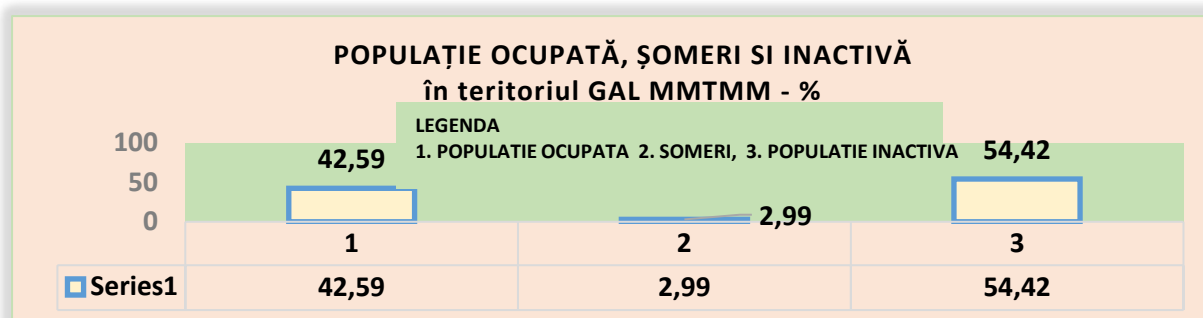 POPULAȚIE OCUPATĂ, ȘOMERI SI INACTIVĂ
în teritoriul GAL MMTMM - %
LEGENDA
1. POPULATIE OCUPATA 2. SOMERI, 3. POPULATIE INACTIVA
100
50
0
42,59
2,99
54,42
1 2 3
Series1 42,59 2,99 54,42